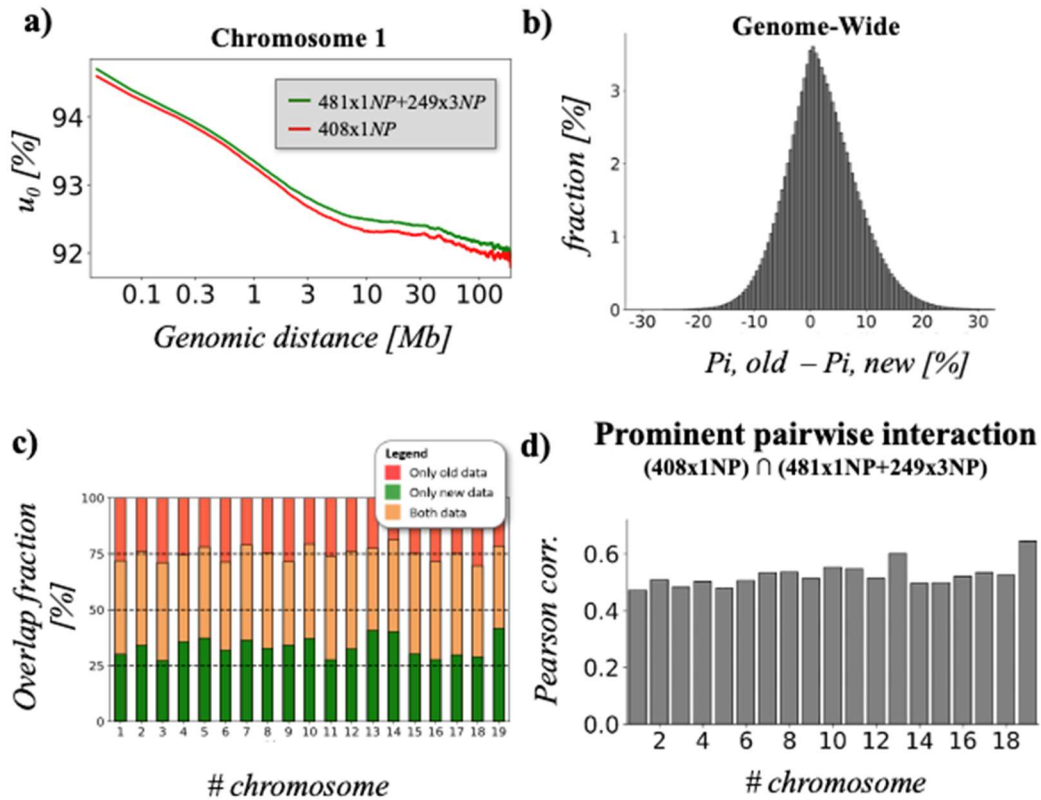 a)
Chromosome 1
u0 [%]
94
93
92
481x1NP+249x3NP
408x1NP
0.1 0.3 1 3 10 30 100
Genomic distance [Mb]
b)
Genome-Wide
fraction [%]
3
2
1
0
-30 -20 -10 0 10 20 30
Pi, old – Pi, new [%]
c)
Legend
Only old data
Only new data
Both data
Overlap fraction
[%]
100
75
50
25
0
1 2 3 4 5 6 7 8 9 10 11 12 13 14 15 16 17 18 19
# chromosome
d)
Prominent pairwise interaction
(408x1NP) ∩ (481x1NP+249x3NP)
Pearson corr.
0.6
0.4
0.2
0.0
2 4 6 8 10 12 14 16 18
# chromosome